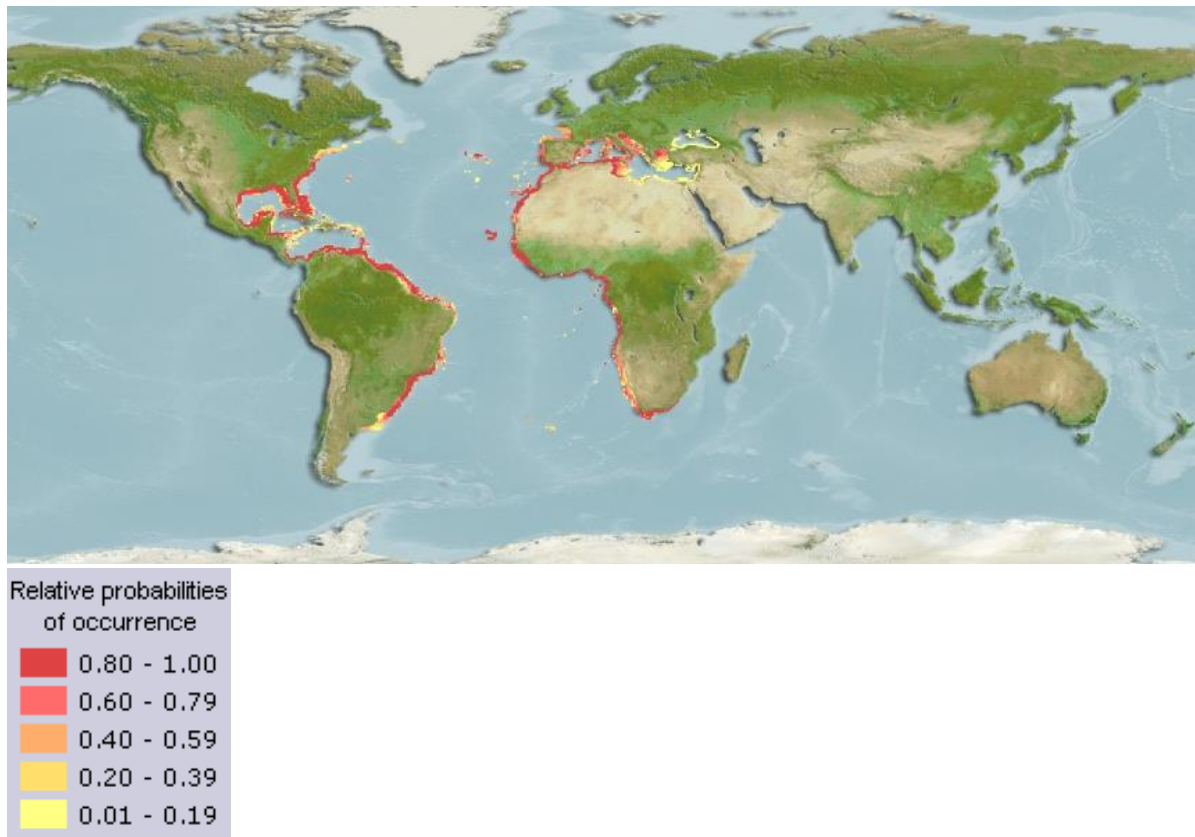 Relative probabilities
of occurrence
0.80 - 1.00
0.60 - 0.79
0.40 - 0.59
0.20 - 0.39
0.01 - 0.19